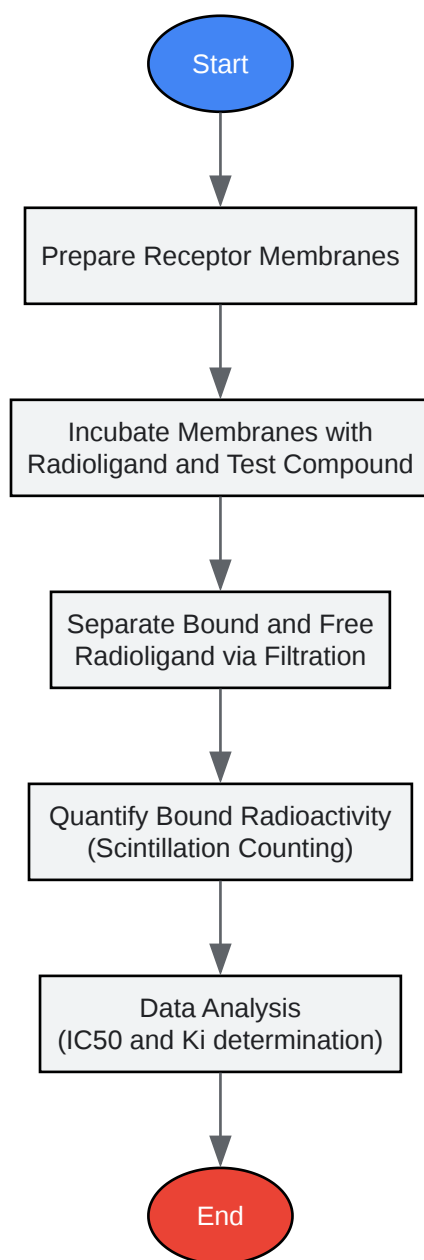 Start
Prepare Receptor Membranes
Incubate Membranes with
Radioligand and Test Compound
Separate Bound and Free
Radioligand via Filtration
Quantify Bound Radioactivity
(Scintillation Counting)
Data Analysis
(IC50 and Ki determination)
End